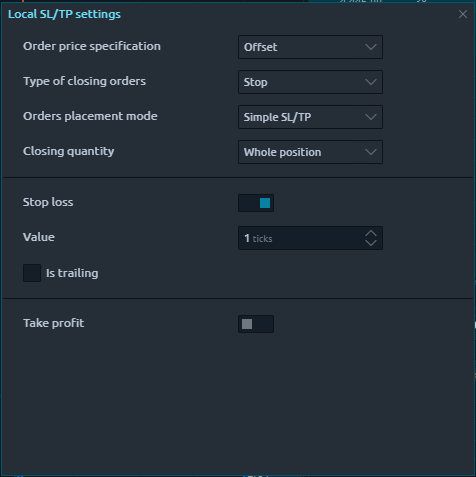 Local SL/TP settings
Order price specification Offset
Type of closing orders Stop
Orders placement mode Simple SL/TP
Closing quantity Whole position
Stop loss
Value 1 ticks
Is trailing
Take profit